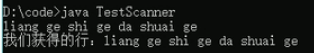 D:\code>java TestScanner
liang ge shi ge da shuai ge
我们获得的行：liang ge shi ge da shuai ge